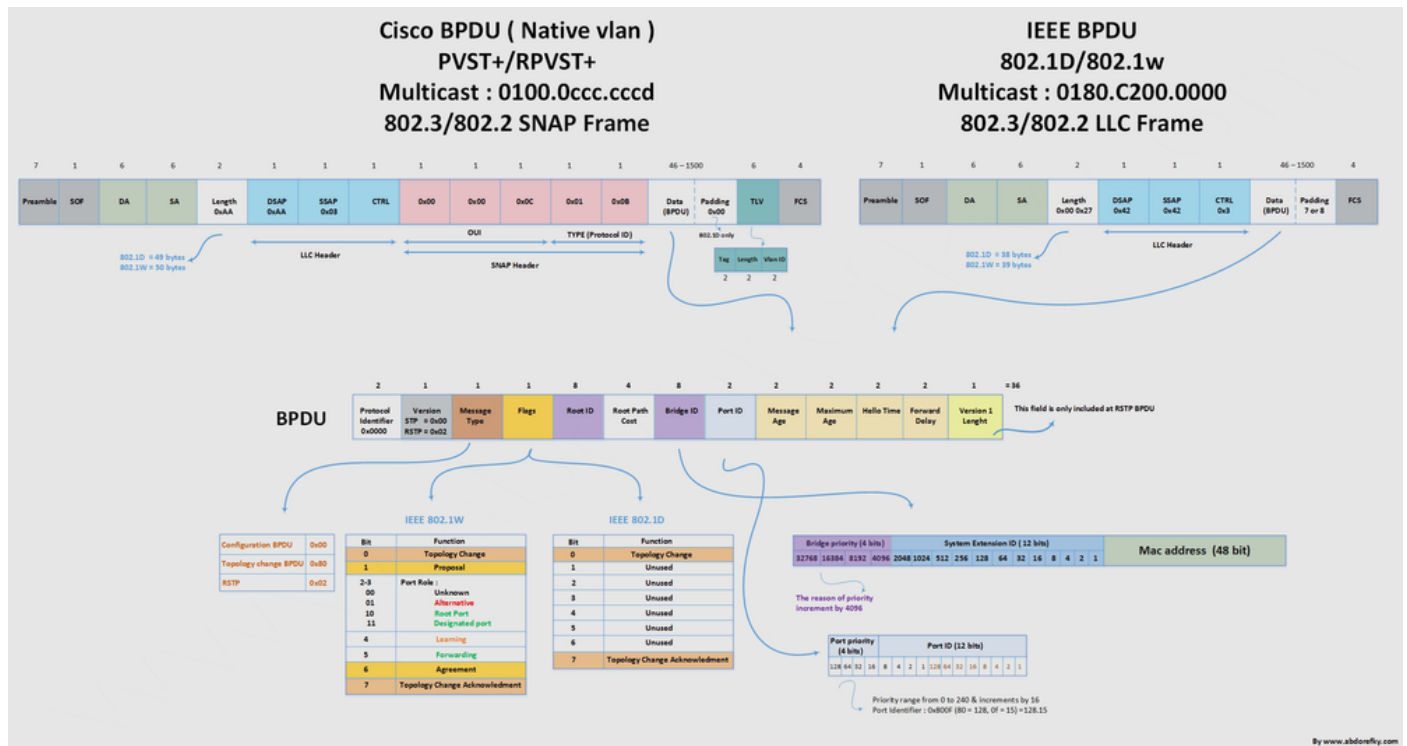 Cisco BPDU ( Native vlan )
PVST+/RPVST+
Multicast : 0100.0ccc.cccd
802.3/802.2 SNAP Frame
IEEE BPDU
802.1D/802.1w
Multicast : 0180.C200.0000
802.3/802.2 LLC Frame
7 1 6 6 2 1 1 1 1 1 1 1 1 46 – 1500 6 4
Preamble SOF DA SA Length 0xAA DSAP 0xAA SSAP 0x03 CTRL 0x00 0x00 0x0C 0x01 0x0B Data (BPDU) Padding 0x00 TLV FCS
802.1D = 49 bytes
802.1W = 50 bytes
LLC Header
OUI
TYPE (Protocol ID)
SNAP Header
802.1D only
Tag Length Vlan ID
2 2 2
7 1 6 6 2 1 1 1 46 – 1500 4
Preamble SOF DA SA Length 0x00 0x27 DSAP 0x42 SSAP 0x42 CTRL 0x3 Data (BPDU) Padding 7 or 8 FCS
802.1D = 38 bytes
802.1W = 39 bytes
LLC Header
2 1 1 1 8 4 8 2 2 2 2 2 1 = 36
BPDU
Protocol Identifier 0x0000 Version STP = 0x00 RSTP = 0x02 Message Type Flags Root ID Root Path Cost Bridge ID Port ID Message Age Maximum Age Hello Time Forward Delay Version 1 Lenght
This field is only included at RSTP BPDU
Configuration BPDU 0x00
Topology change BPDU 0x80
RSTP 0x02
IEEE 802.1W
Bit Function
0 Topology Change
1 Proposal
2-3 Port Role :
00 Unknown
01 Alternative
10 Root Port
11 Designated port
4 Learning
5 Forwarding
6 Agreement
7 Topology Change Acknowledment
IEEE 802.1D
Bit Function
0 Topology Change
1 Unused
2 Unused
3 Unused
4 Unused
5 Unused
6 Unused
7 Topology Change Acknowledment
Bridge priority (4 bits) System Extension ID ( 12 bits) Mac address (48 bit)
32768 16384 8192 4096 2048 1024 512 256 128 64 32 16 8 4 2 1
The reason of priority
increment by 4096
Port priority (4 bits) Port ID (12 bits)
128 64 32 16 8 4 2 1 128 64 32 16 8 4 2 1
Priority range from 0 to 240 & increments by 16
Port Identifier : 0x800F (80 = 128, 0f = 15) =128.15
By www.abdorefky.com